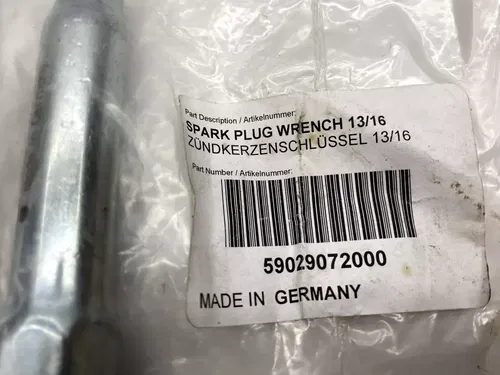 Part Description / Artikelnummer:
SPARK PLUG WRENCH 13/16
ZÜNDKERZENSCHLÜSSEL 13/16
Part Number / Artikelnummer:
59029072000
MADE IN GERMANY